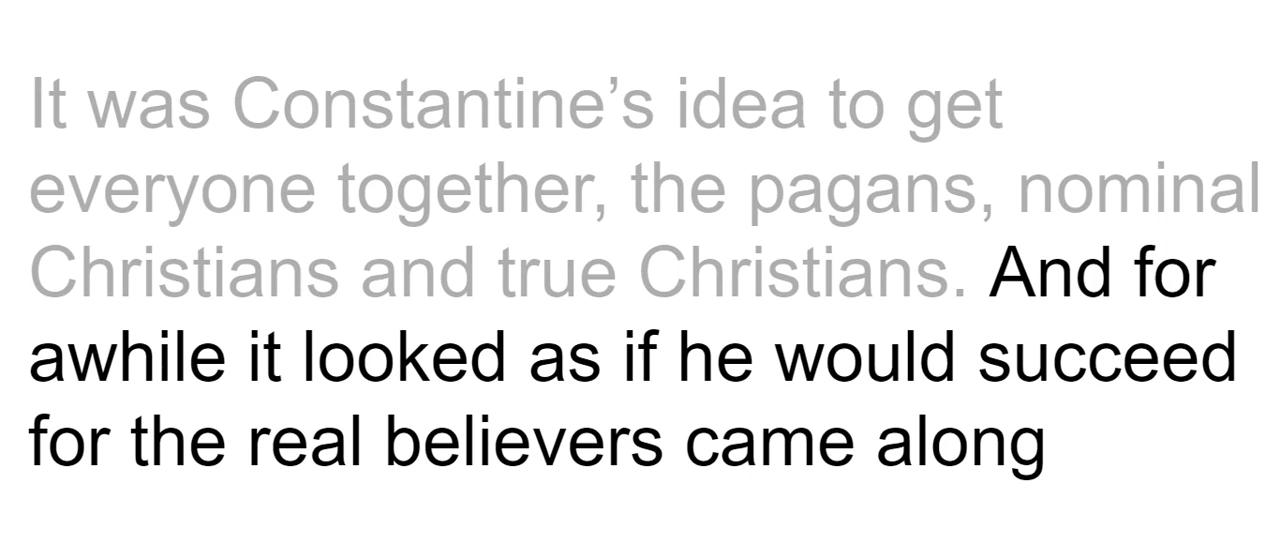 It was Constantine’s idea to get
everyone together, the pagans, nominal
Christians and true Christians. And for
awhile it looked as if he would succeed
for the real believers came along